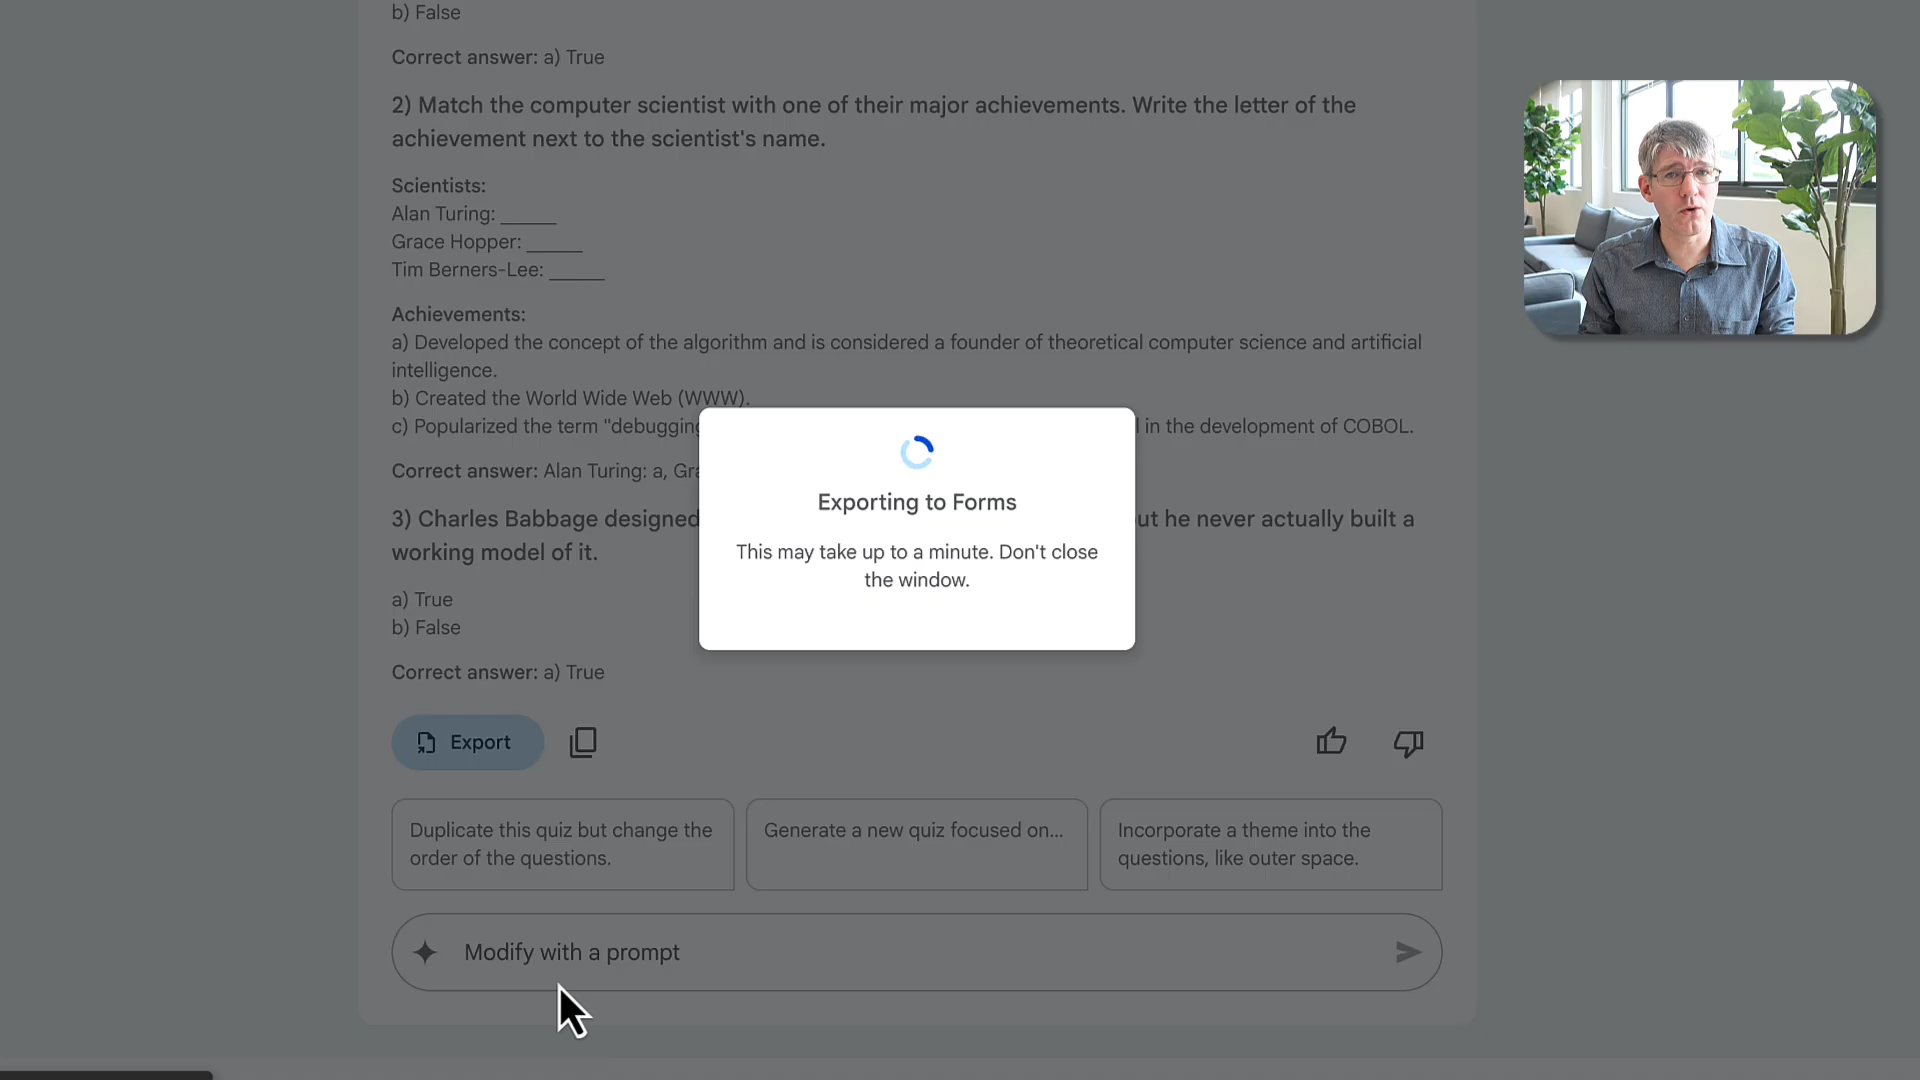 b) False
Correct answer: a) True
2) Match the computer scientist with one of their major achievements. Write the letter of the
achievement next to the scientist's name.
Scientists:
Alan Turing: _____
Grace Hopper: _____
Tim Berners-Lee: _____
Achievements:
a) Developed the concept of the algorithm and is considered a founder of theoretical computer science and artificial
intelligence.
b) Created the World Wide Web (WWW).
c) Popularized the term "debugging in the development of COBOL.
Correct answer: Alan Turing: a,
3) Charles Babbage designed he never actually built a
working model of it.
a) True
b) False
Correct answer: a) True
Exporting to Forms
This may take up to a minute. Don't close
the window.
Export
Duplicate this quiz but change the
order of the questions.
Generate a new quiz focused on...
Incorporate a theme into the
questions, like outer space.
Modify with a prompt